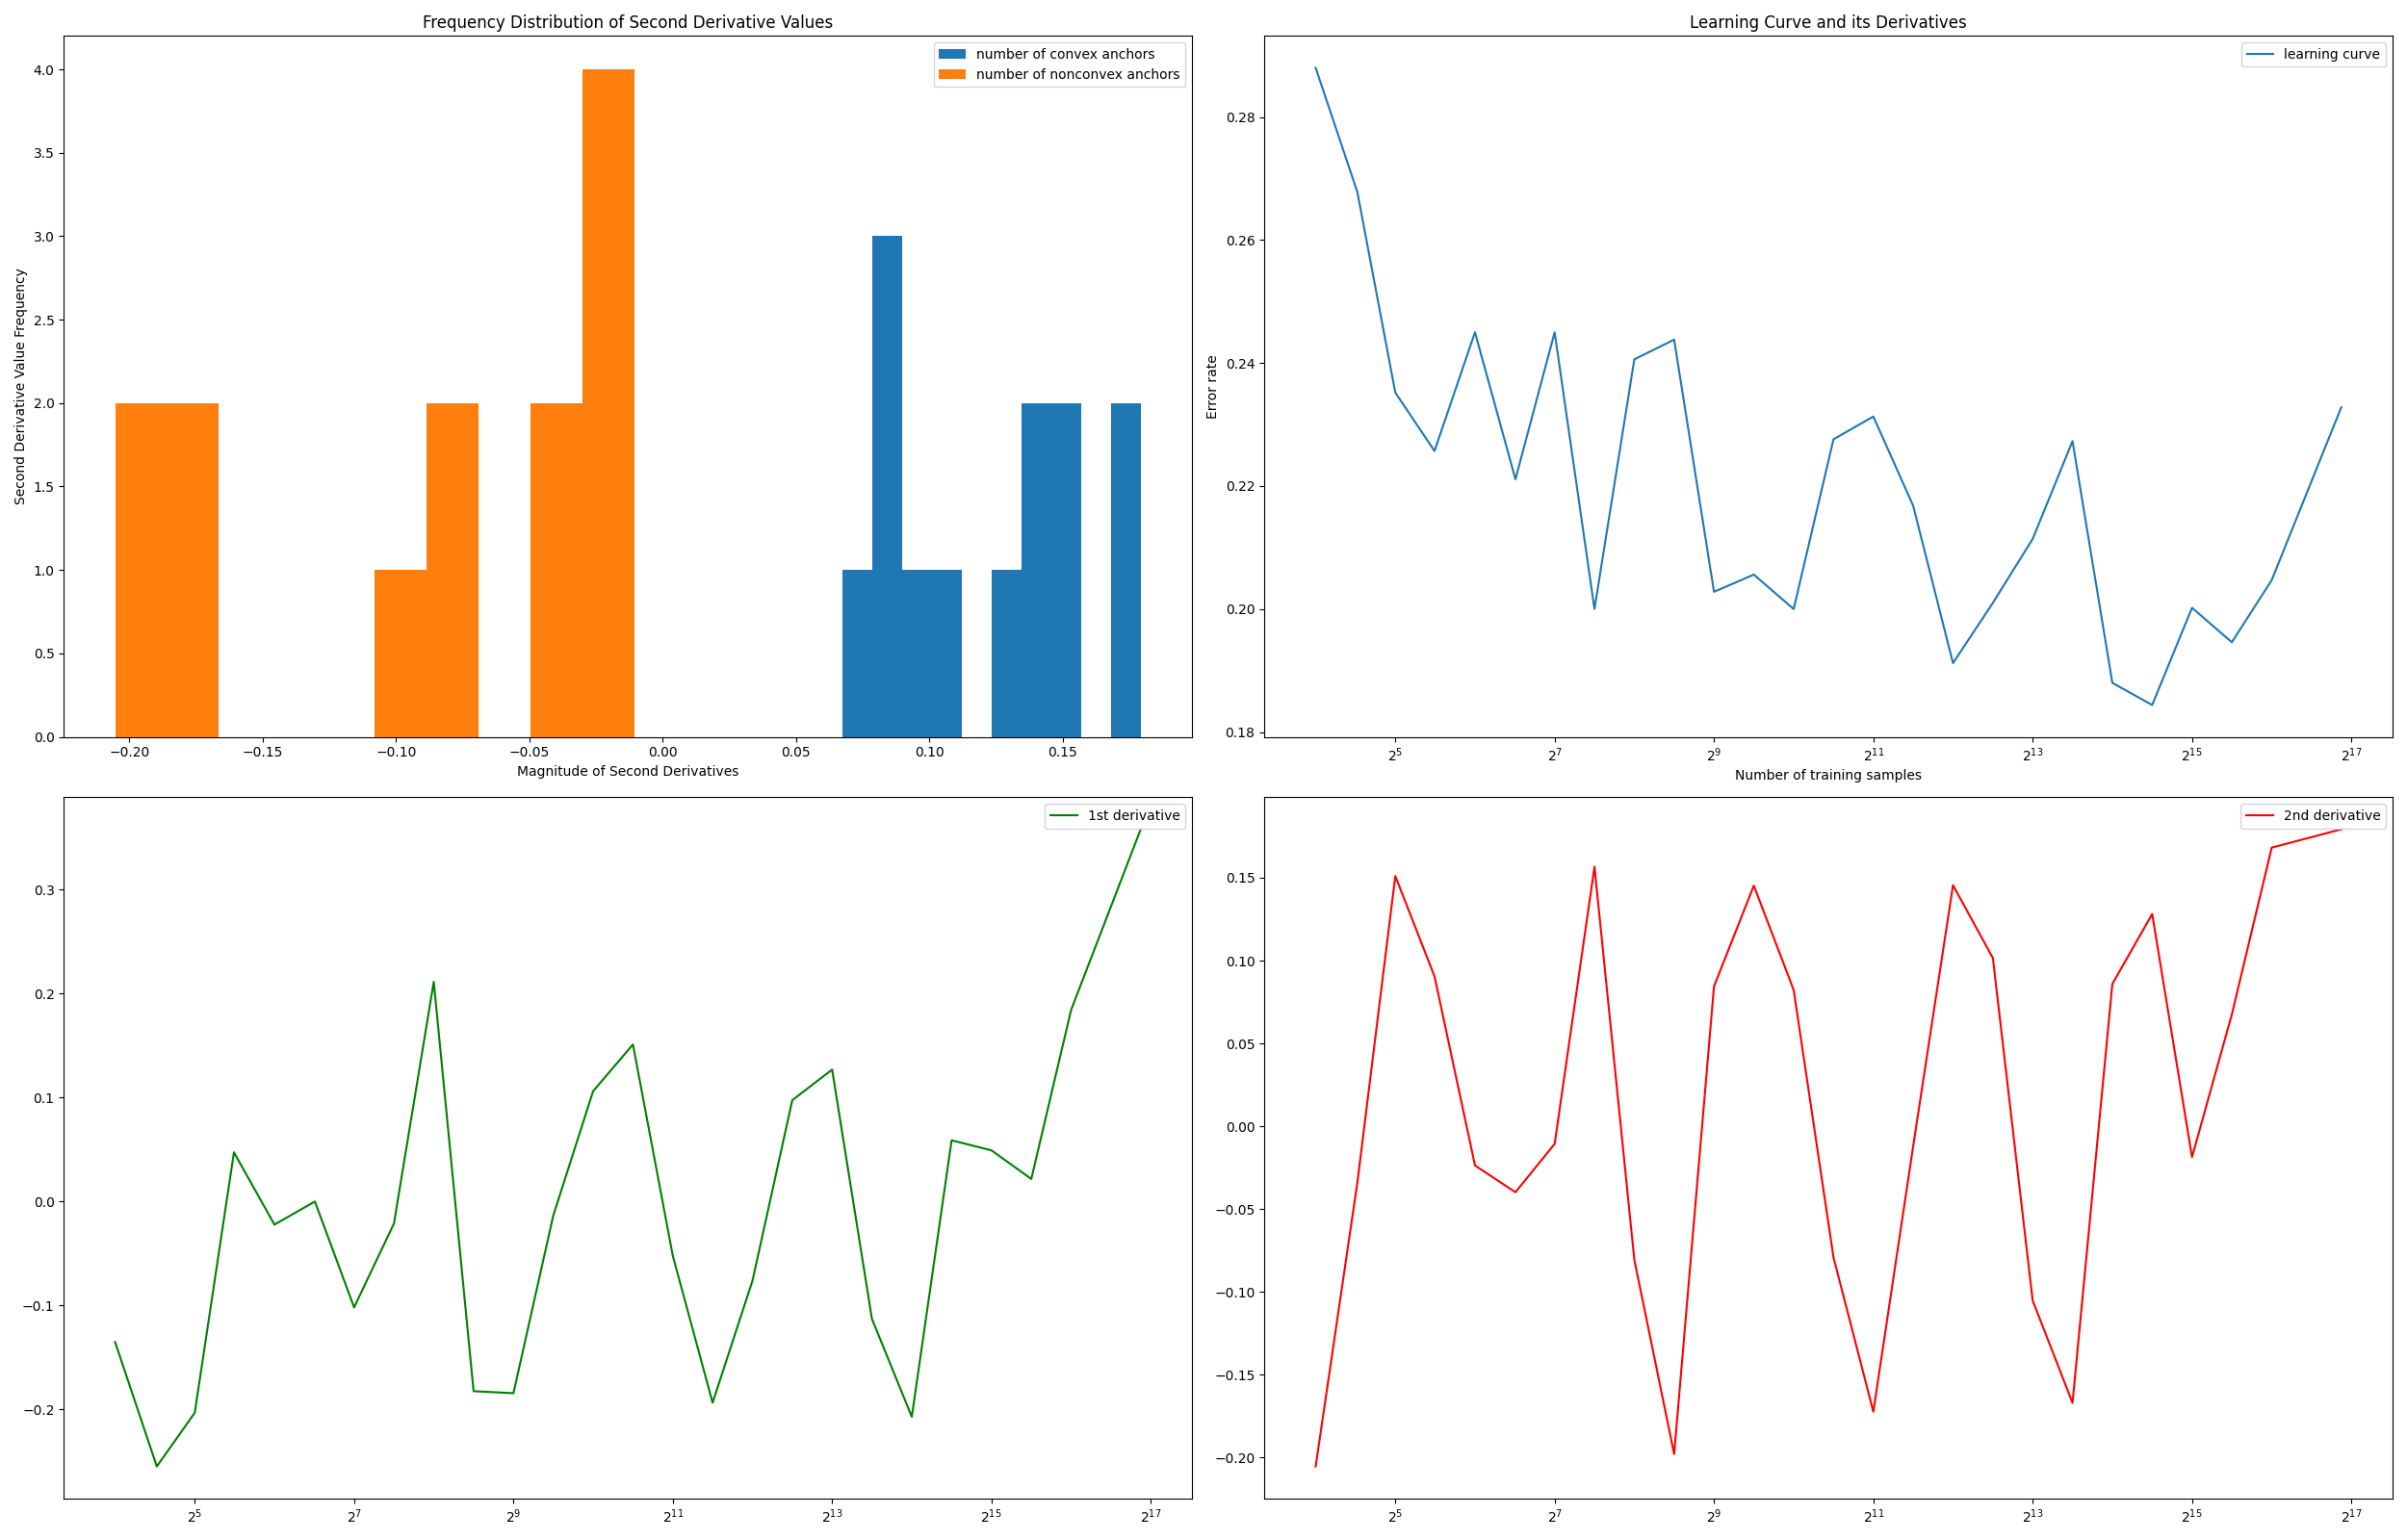 Frequency Distribution of Second Derivative Values
number of convex anchors
number of nonconvex anchors
Second Derivative Value Frequency
4.0
3.5
3.0
2.5
2.0
1.5
1.0
0.5
0.0
−0.20 −0.15 −0.10 −0.05 0.00 0.05 0.10 0.15
Magnitude of Second Derivatives
Learning Curve and its Derivatives
learning curve
Error rate
0.28
0.26
0.24
0.22
0.20
0.18
2^5 2^7 2^9 2^11 2^13 2^15 2^17
Number of training samples
1st derivative
0.3
0.2
0.1
0.0
−0.1
−0.2
2^5 2^7 2^9 2^11 2^13 2^15 2^17
2nd derivative
0.15
0.10
0.05
0.00
−0.05
−0.10
−0.15
−0.20
2^5 2^7 2^9 2^11 2^13 2^15 2^17